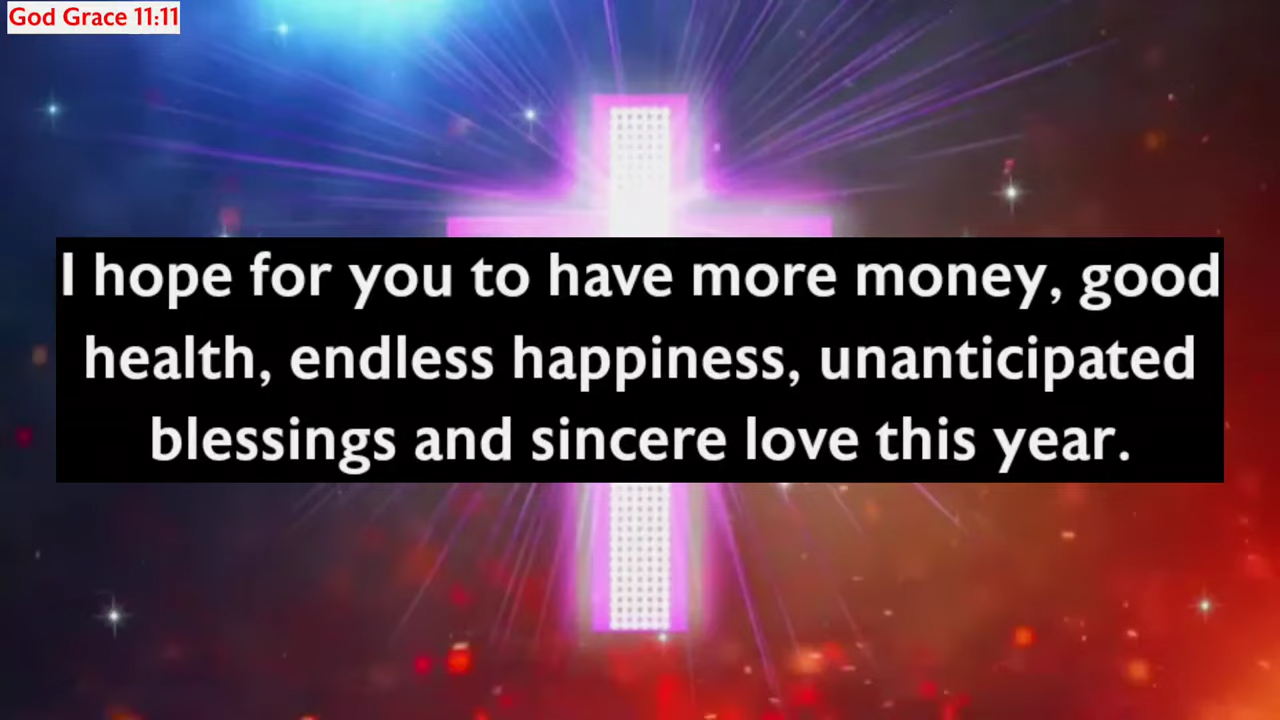 God Grace 11:11
I hope for you to have more money, good
health, endless happiness, unanticipated
blessings and sincere love this year.